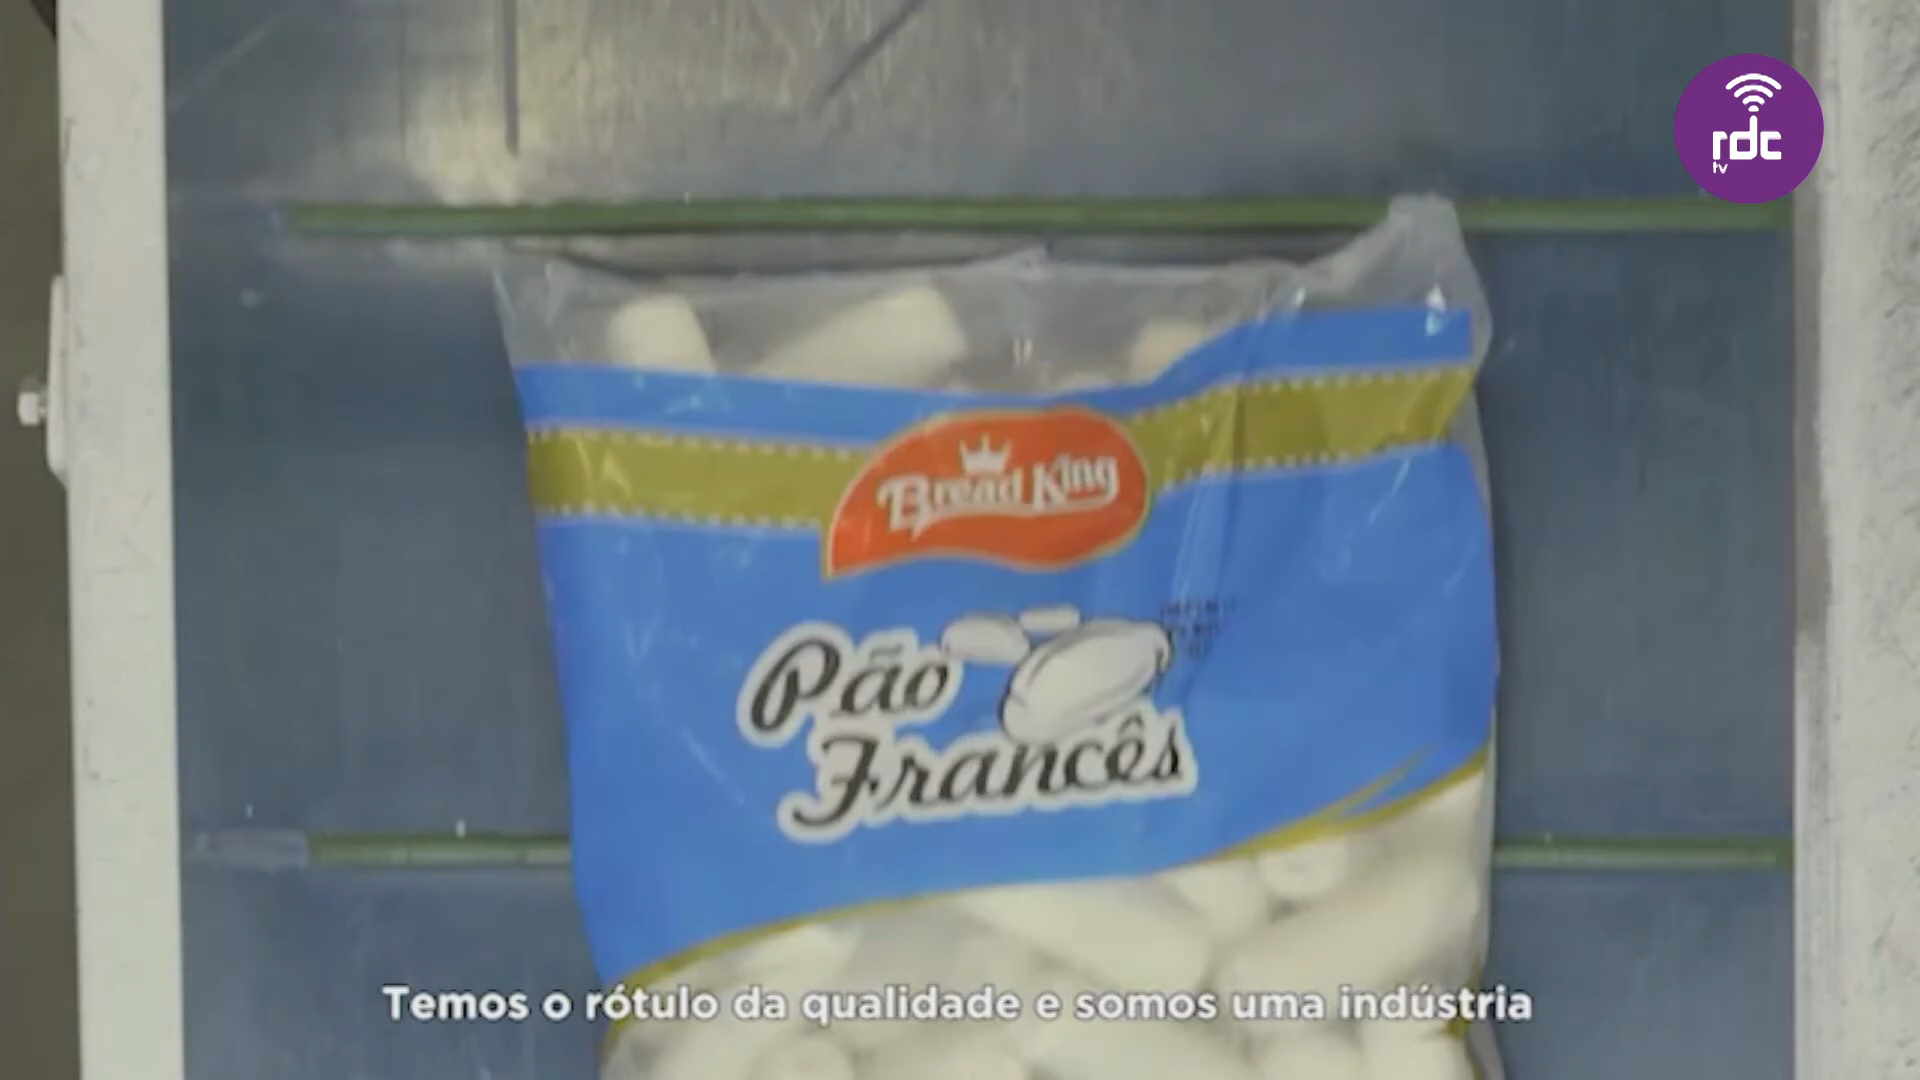 rdc
tv
Bread King
Pão
Francês
Temos o rótulo da qualidade e somos uma indústria